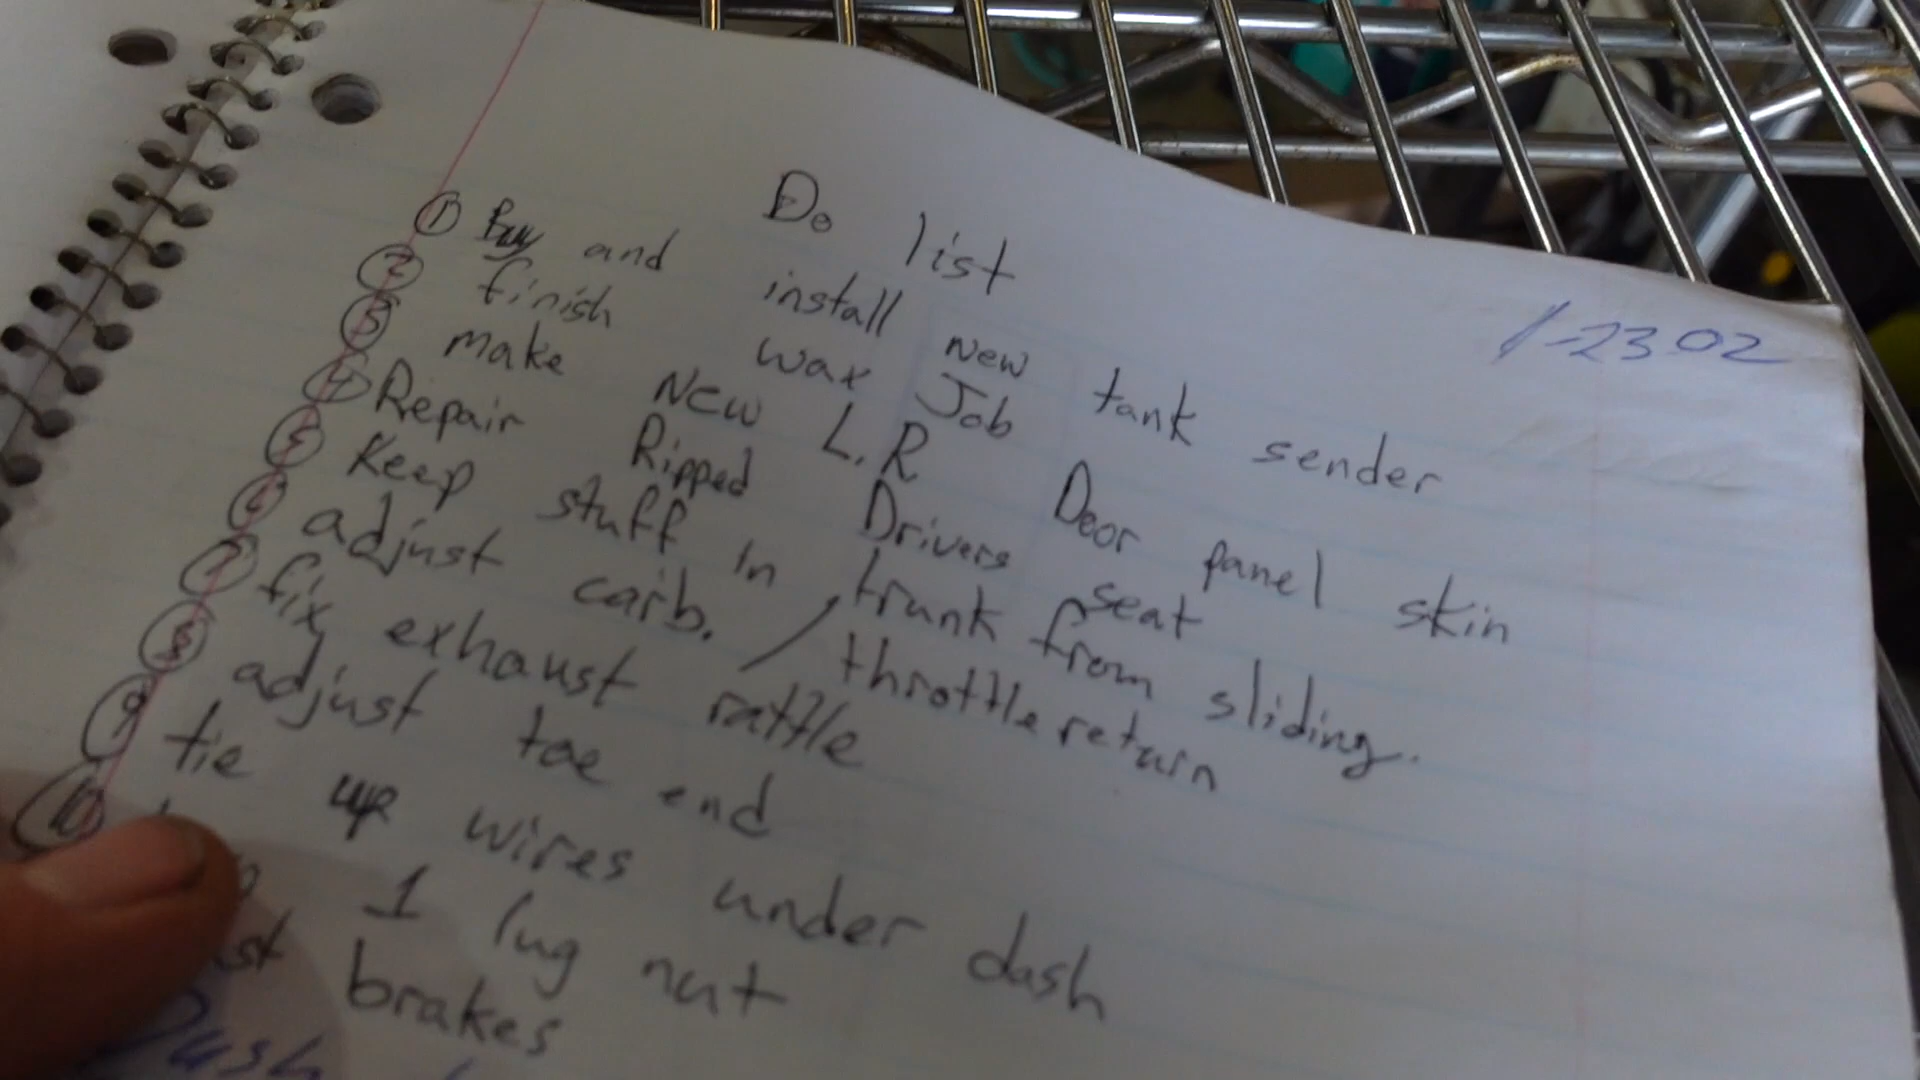 Do list
1-23-02
① Buy and install new tank sender
② finish wax Job
③ make New L.R Door panel skin
④ Repair Ripped Drivers seat
⑤ Keep stuff in trunk from sliding.
⑥ adjust carb. / throttle return
⑦ fix exhaust rattle
⑧ adjust toe end
⑨ tie up wires under dash
⑩ 1 lug nut
brakes